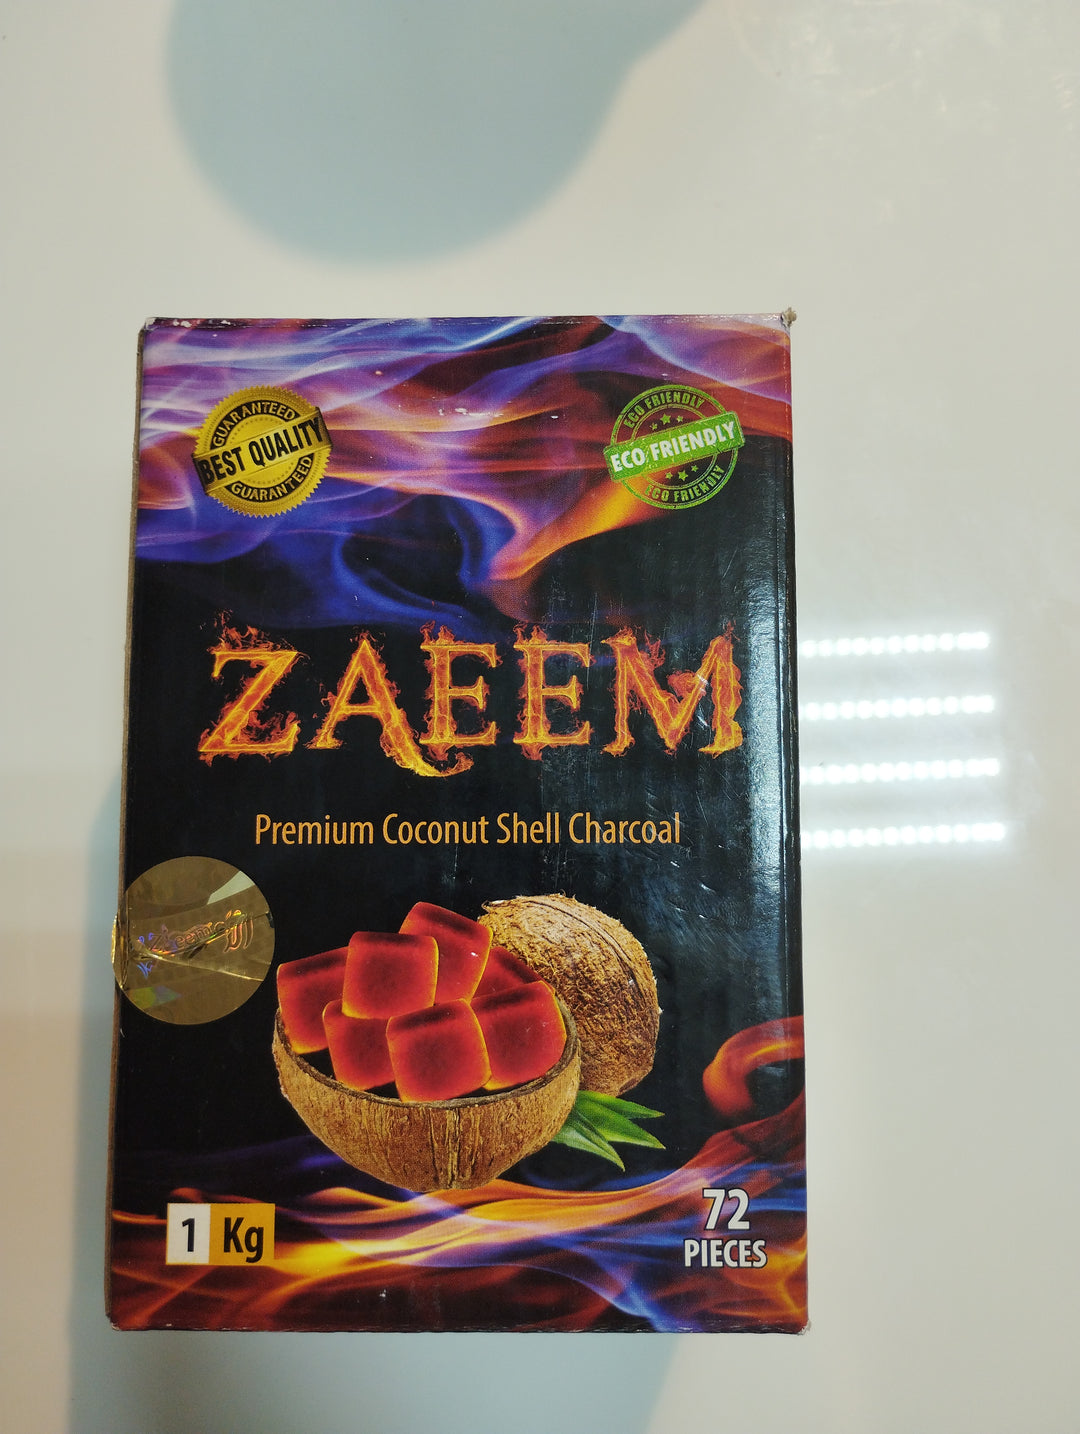 GUARANTEED
BEST QUALITY
GUARANTEED
ECO FRIENDLY
ECO FRIENDLY
ECO FRIENDLY
ZAEEM
Premium Coconut Shell Charcoal
1 Kg
72
PIECES